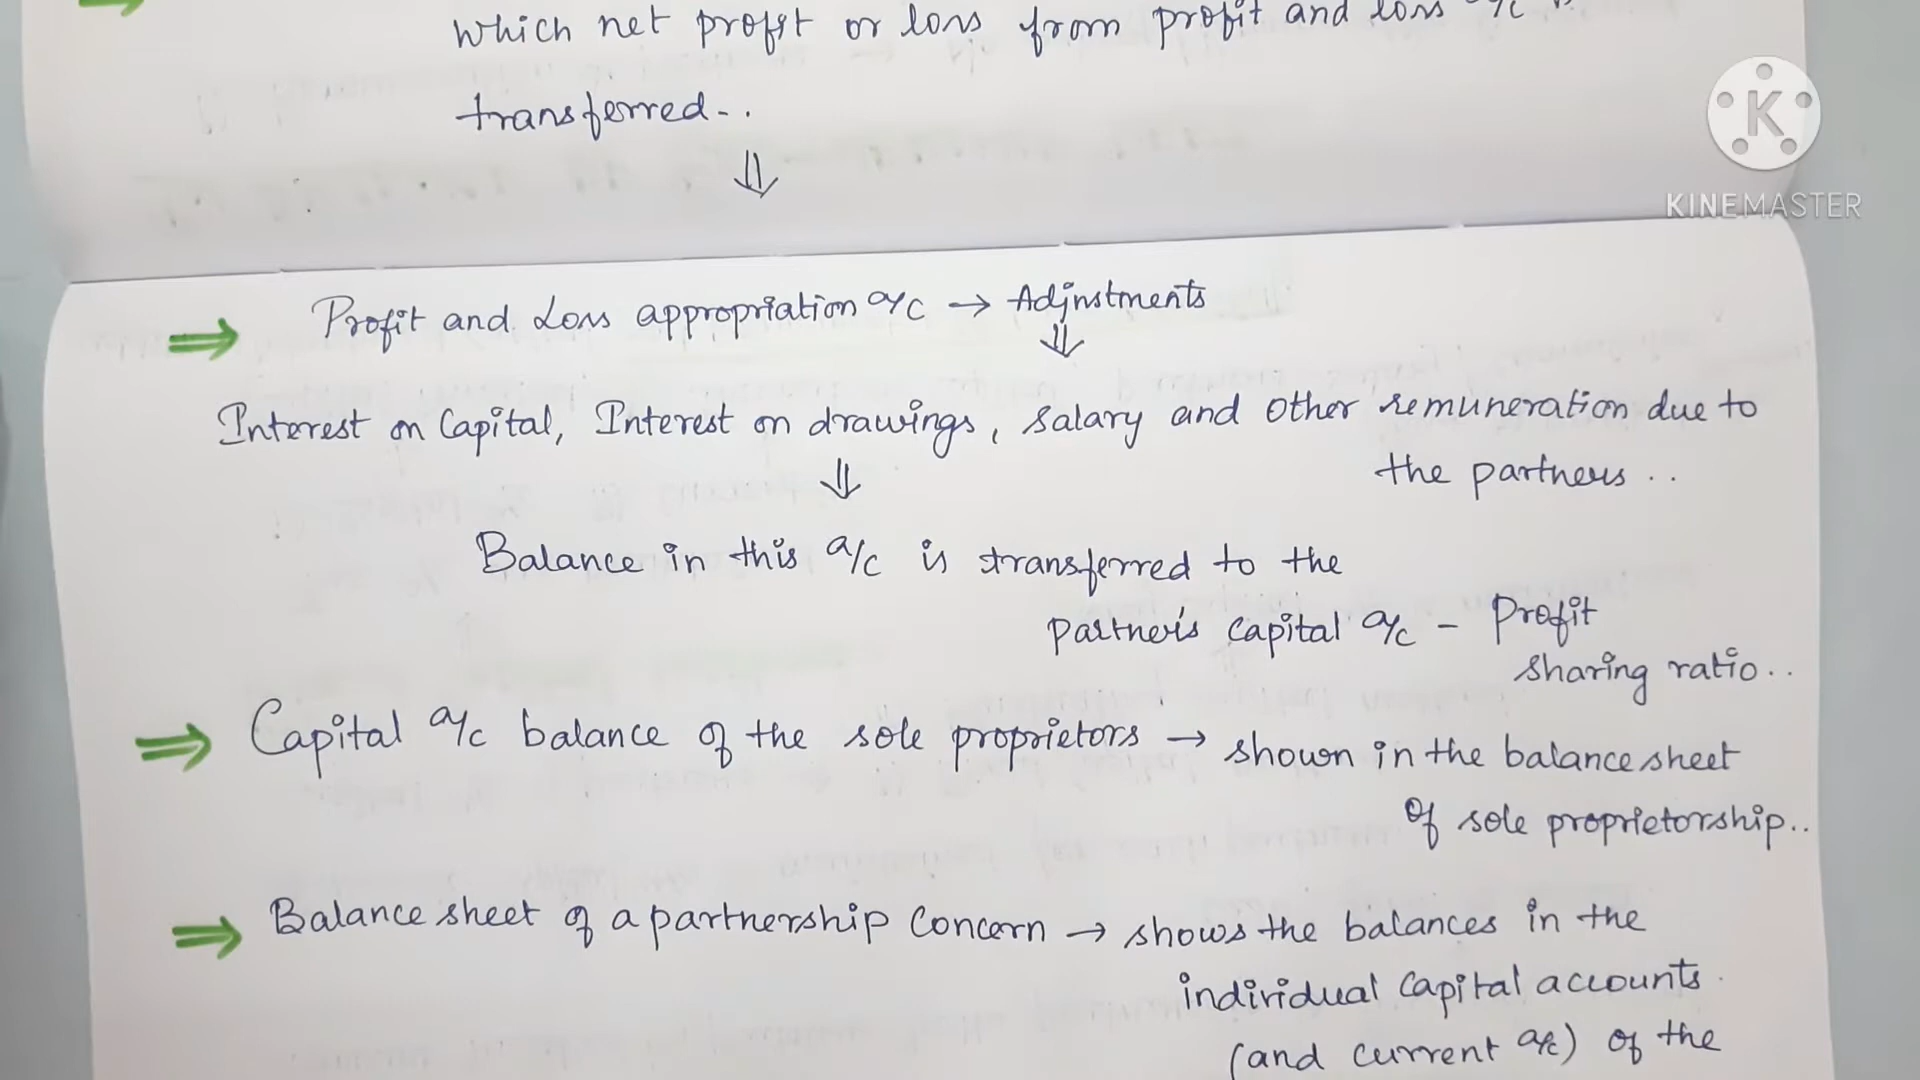 which net profit or loss from profit and loss a/c
transferred..
KINEMASTER
Profit and Loss appropriation a/c → Adjustments
Interest on Capital, Interest on drawings, salary and other remuneration due to
the partners ..
Balance in this a/c is transferred to the
partner's capital a/c - Profit
sharing ratio..
Capital a/c balance of the sole proprietors → shown in the balance sheet
of sole proprietorship..
Balance sheet of a partnership concern → shows the balances in the
individual capital accounts
(and current a/c) of the